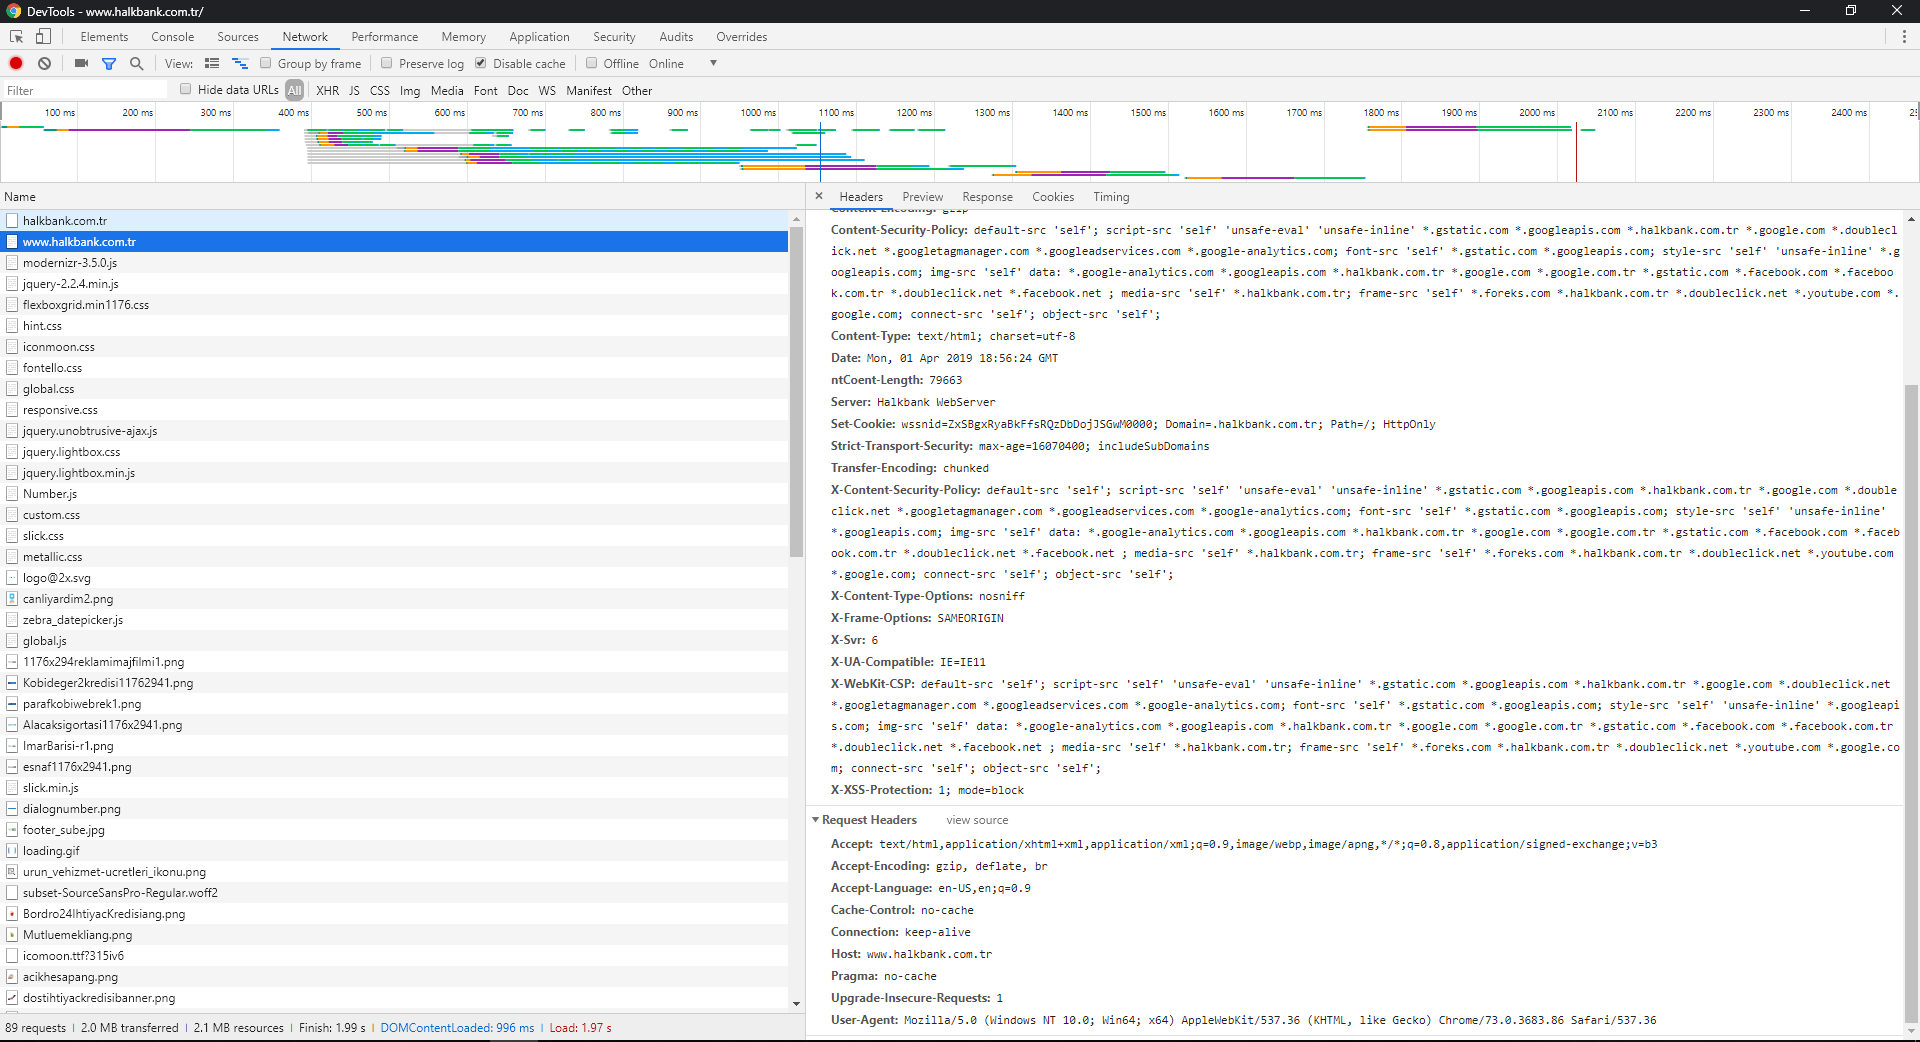 DevTools - www.halkbank.com.tr/
Elements Console Sources Network Performance Memory Application Security Audits Overrides
View: Group by frame Preserve log Disable cache Offline Online
Filter Hide data URLs All XHR JS CSS Img Media Font Doc WS Manifest Other
100 ms 200 ms 300 ms 400 ms 500 ms 600 ms 700 ms 800 ms 900 ms 1000 ms 1100 ms 1200 ms 1300 ms 1400 ms 1500 ms 1600 ms 1700 ms 1800 ms 1900 ms 2000 ms 2100 ms 2200 ms 2300 ms 2400 ms
Name
halkbank.com.tr
www.halkbank.com.tr
modernizr-3.5.0.js
jquery-2.2.4.min.js
flexboxgrid.min1176.css
hint.css
iconmoon.css
fontello.css
global.css
responsive.css
jquery.unobtrusive-ajax.js
jquery.lightbox.css
jquery.lightbox.min.js
Number.js
custom.css
slick.css
metallic.css
logo@2x.svg
canliyardim2.png
zebra_datepicker.js
global.js
1176x294reklamimajfilmi1.png
Kobideger2kredisi11762941.png
parafkobiwebrek1.png
Alacaksigortasi1176x2941.png
ImarBarisi-r1.png
esnaf1176x2941.png
slick.min.js
dialognumber.png
footer_sube.jpg
loading.gif
urun_vehizmet-ucretleri_ikonu.png
subset-SourceSansPro-Regular.woff2
Bordro24IhtiyacKredisiang.png
Mutluemekliang.png
icomoon.ttf?315iv6
acikhesapang.png
dostihtiyackredisibanner.png
89 requests | 2.0 MB transferred | 2.1 MB resources | Finish: 1.99 s | DOMContentLoaded: 996 ms | Load: 1.97 s
Headers Preview Response Cookies Timing
Content-Encoding: gzip
Content-Security-Policy: default-src 'self'; script-src 'self' 'unsafe-eval' 'unsafe-inline' *.gstatic.com *.googleapis.com *.halkbank.com.tr *.google.com *.doublecl
ick.net *.googletagmanager.com *.googleadservices.com *.google-analytics.com; font-src 'self' *.gstatic.com *.googleapis.com; style-src 'self' 'unsafe-inline' *.g
oogleapis.com; img-src 'self' data: *.google-analytics.com *.googleapis.com *.halkbank.com.tr *.google.com *.google.com.tr *.gstatic.com *.facebook.com *.faceboo
k.com.tr *.doubleclick.net *.facebook.net ; media-src 'self' *.halkbank.com.tr; frame-src 'self' *.foreks.com *.halkbank.com.tr *.doubleclick.net *.youtube.com *.
google.com; connect-src 'self'; object-src 'self';
Content-Type: text/html; charset=utf-8
Date: Mon, 01 Apr 2019 18:56:24 GMT
ntCoent-Length: 79663
Server: Halkbank WebServer
Set-Cookie: wssnid=ZxSBgxRyaBkFfsRQzDbDojJSGwM0000; Domain=.halkbank.com.tr; Path=/; HttpOnly
Strict-Transport-Security: max-age=16070400; includeSubDomains
Transfer-Encoding: chunked
X-Content-Security-Policy: default-src 'self'; script-src 'self' 'unsafe-eval' 'unsafe-inline' *.gstatic.com *.googleapis.com *.halkbank.com.tr *.google.com *.double
click.net *.googletagmanager.com *.googleadservices.com *.google-analytics.com; font-src 'self' *.gstatic.com *.googleapis.com; style-src 'self' 'unsafe-inline'
*.googleapis.com; img-src 'self' data: *.google-analytics.com *.googleapis.com *.halkbank.com.tr *.google.com *.google.com.tr *.gstatic.com *.facebook.com *.faceb
ook.com.tr *.doubleclick.net *.facebook.net ; media-src 'self' *.halkbank.com.tr; frame-src 'self' *.foreks.com *.halkbank.com.tr *.doubleclick.net *.youtube.com
*.google.com; connect-src 'self'; object-src 'self';
X-Content-Type-Options: nosniff
X-Frame-Options: SAMEORIGIN
X-Svr: 6
X-UA-Compatible: IE=IE11
X-WebKit-CSP: default-src 'self'; script-src 'self' 'unsafe-eval' 'unsafe-inline' *.gstatic.com *.googleapis.com *.halkbank.com.tr *.google.com *.doubleclick.net
*.googletagmanager.com *.googleadservices.com *.google-analytics.com; font-src 'self' *.gstatic.com *.googleapis.com; style-src 'self' 'unsafe-inline' *.googleapi
s.com; img-src 'self' data: *.google-analytics.com *.googleapis.com *.halkbank.com.tr *.google.com *.google.com.tr *.gstatic.com *.facebook.com *.facebook.com.tr
*.doubleclick.net *.facebook.net ; media-src 'self' *.halkbank.com.tr; frame-src 'self' *.foreks.com *.halkbank.com.tr *.doubleclick.net *.youtube.com *.google.co
m; connect-src 'self'; object-src 'self';
X-XSS-Protection: 1; mode=block
Request Headers view source
Accept: text/html,application/xhtml+xml,application/xml;q=0.9,image/webp,image/apng,*/*;q=0.8,application/signed-exchange;v=b3
Accept-Encoding: gzip, deflate, br
Accept-Language: en-US,en;q=0.9
Cache-Control: no-cache
Connection: keep-alive
Host: www.halkbank.com.tr
Pragma: no-cache
Upgrade-Insecure-Requests: 1
User-Agent: Mozilla/5.0 (Windows NT 10.0; Win64; x64) AppleWebKit/537.36 (KHTML, like Gecko) Chrome/73.0.3683.86 Safari/537.36